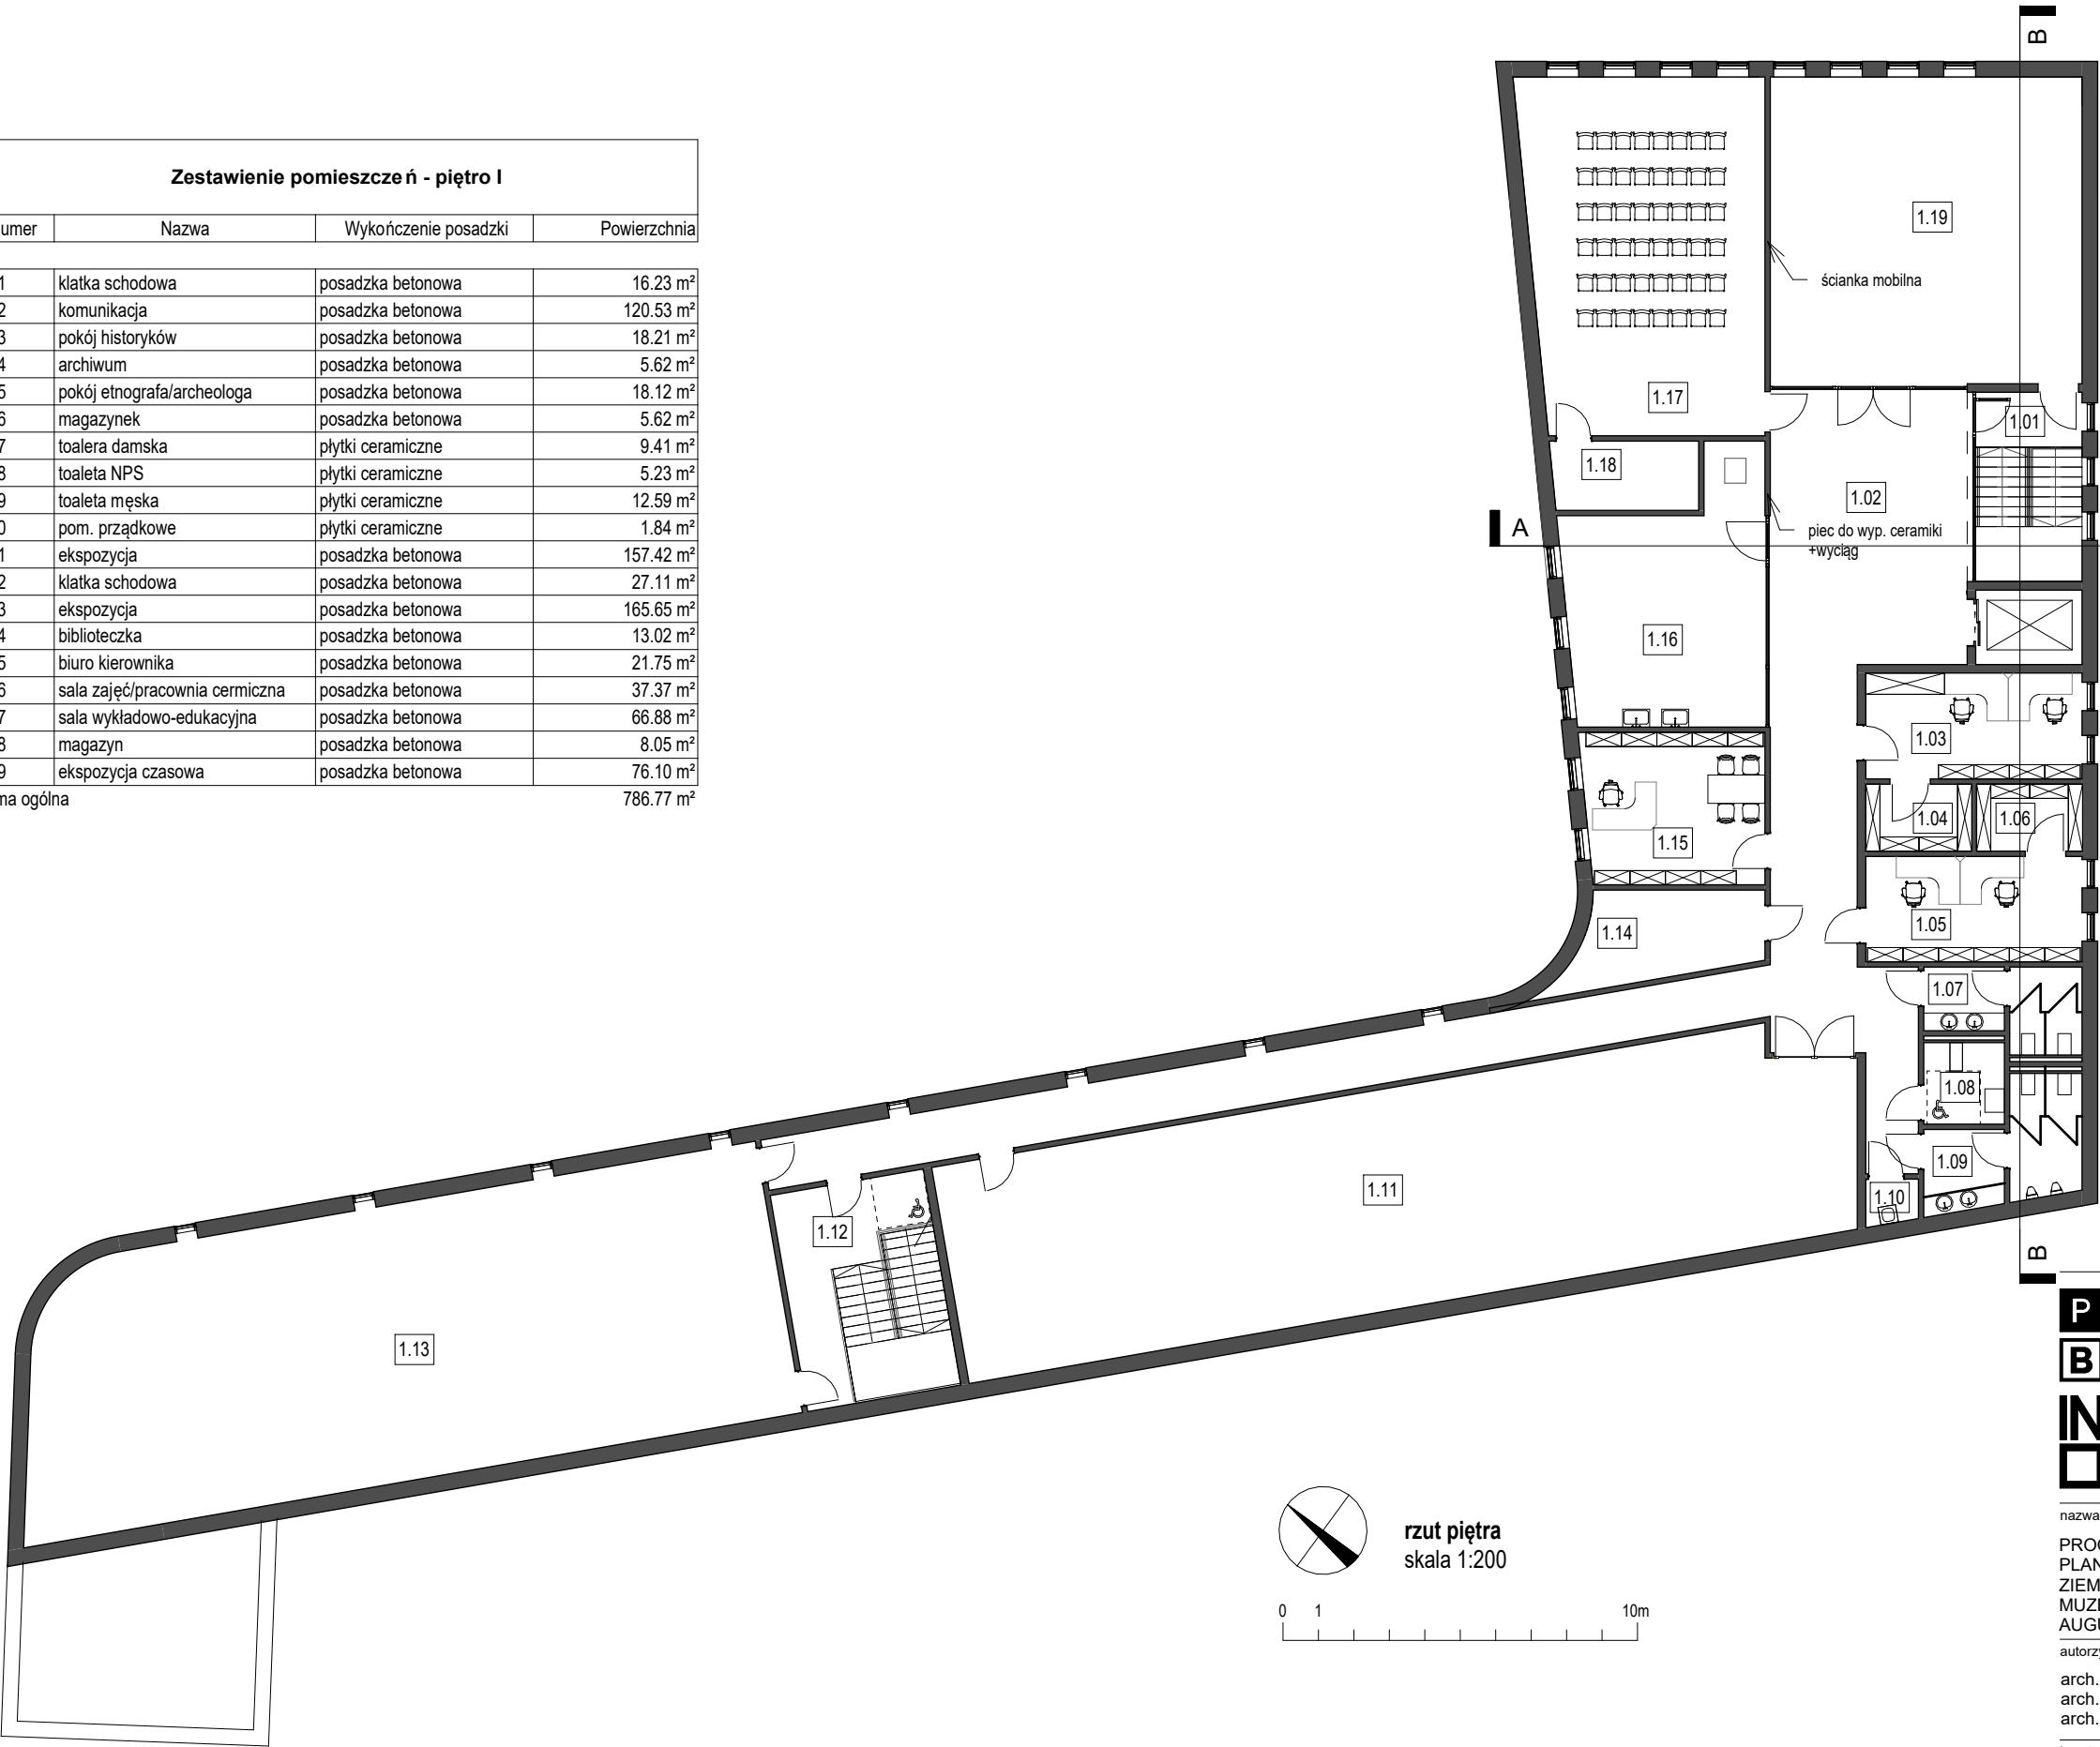 Zestawienie pomieszczeń - piętro I
umer Nazwa Wykończenie posadzki Powierzchnia
1 klatka schodowa posadzka betonowa 16.23 m²
2 komunikacja posadzka betonowa 120.53 m²
3 pokój historyków posadzka betonowa 18.21 m²
4 archiwum posadzka betonowa 5.62 m²
5 pokój etnografa/archeologa posadzka betonowa 18.12 m²
6 magazynek posadzka betonowa 5.62 m²
7 toalera damska płytki ceramiczne 9.41 m²
8 toaleta NPS płytki ceramiczne 5.23 m²
9 toaleta męska płytki ceramiczne 12.59 m²
0 pom. prządkowe płytki ceramiczne 1.84 m²
1 ekspozycja posadzka betonowa 157.42 m²
2 klatka schodowa posadzka betonowa 27.11 m²
3 ekspozycja posadzka betonowa 165.65 m²
4 biblioteczka posadzka betonowa 13.02 m²
5 biuro kierownika posadzka betonowa 21.75 m²
6 sala zajęć/pracownia cermiczna posadzka betonowa 37.37 m²
7 sala wykładowo-edukacyjna posadzka betonowa 66.88 m²
8 magazyn posadzka betonowa 8.05 m²
9 ekspozycja czasowa posadzka betonowa 76.10 m²
na ogólna 786.77 m²
B
1.19
ścianka mobilna
1.17
1.01
1.18
1.02
A
piec do wyp. ceramiki
+wyciąg
1.16
1.03
1.04
1.06
1.15
1.05
1.14
1.07
1.08
1.09
1.10
1.11
1.12
1.13
B
rzut piętra
skala 1:200
0 1 10m
P
B
IN
nazwa
PROG
PLAN
ZIEM
MUZE
AUGU
autorzy
arch.
arch.
arch.